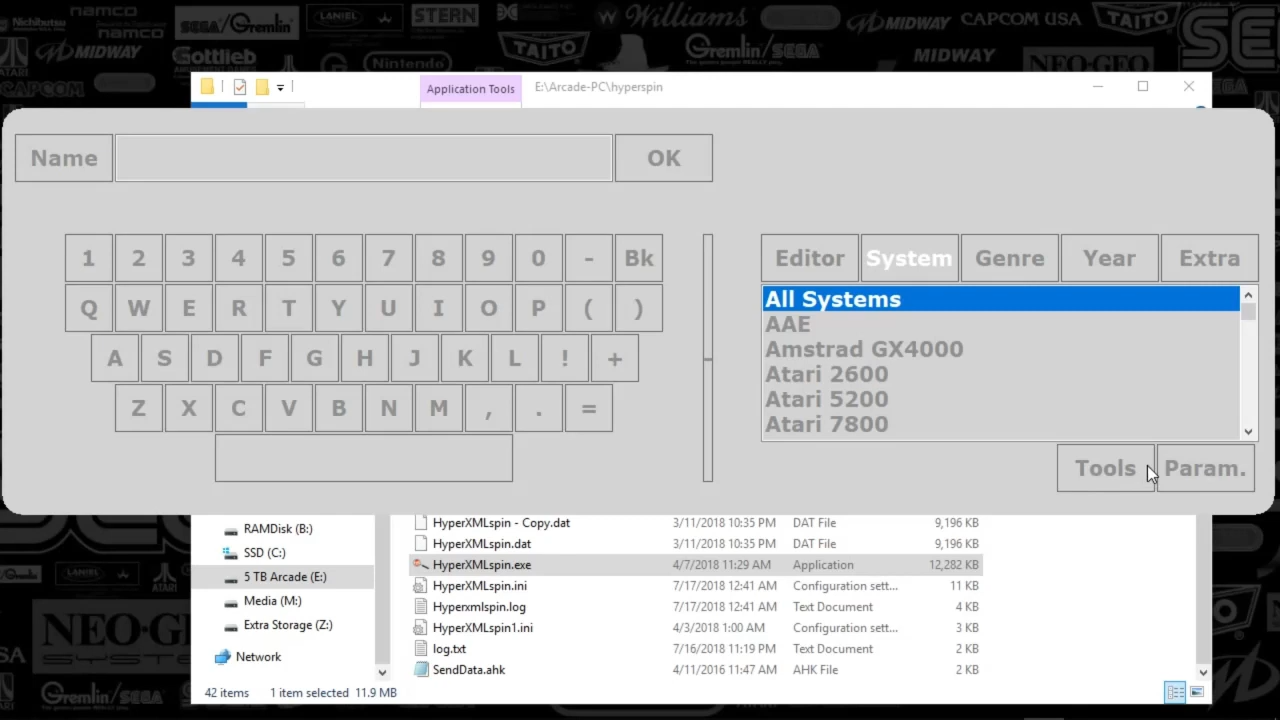 Nichibutsu
namco
namco
SEGA/Gremlin
LANIEL
STERN
Williams
MIDWAY
CAPCOM USA
TAITO
ATARI
MIDWAY
Gottlieb
Nintendo
TAITO
Gremlin/SEGA
MIDWAY
NEO-GEO
CAPCOM
Application Tools
E:\Arcade-PC\hyperspin
Name
OK
1 2 3 4 5 6 7 8 9 0 - Bk
Q W E R T Y U I O P ( )
A S D F G H J K L ! +
Z X C V B N M , . =
Editor System Genre Year Extra
All Systems
AAE
Amstrad GX4000
Atari 2600
Atari 5200
Atari 7800
Tools Param.
RAMDisk (B:)
SSD (C:)
5 TB Arcade (E:)
Media (M:)
Extra Storage (Z:)
Network
HyperXMLspin - Copy.dat 3/11/2018 10:35 PM DAT File 9,196 KB
HyperXMLspin.dat 3/11/2018 10:35 PM DAT File 9,196 KB
HyperXMLspin.exe 4/7/2018 11:29 AM Application 12,282 KB
HyperXMLspin.ini 7/17/2018 12:41 AM Configuration sett... 11 KB
Hyperxmlspin.log 7/17/2018 12:41 AM Text Document 4 KB
HyperXMLspin1.ini 4/3/2018 1:00 AM Configuration sett... 3 KB
log.txt 7/16/2018 11:19 PM Text Document 2 KB
SendData.ahk 4/11/2016 11:47 AM AHK File 2 KB
42 items 1 item selected 11.9 MB
LANIEL
ATARI
NEO-G
SYSTEM
Gremlin/SEGA